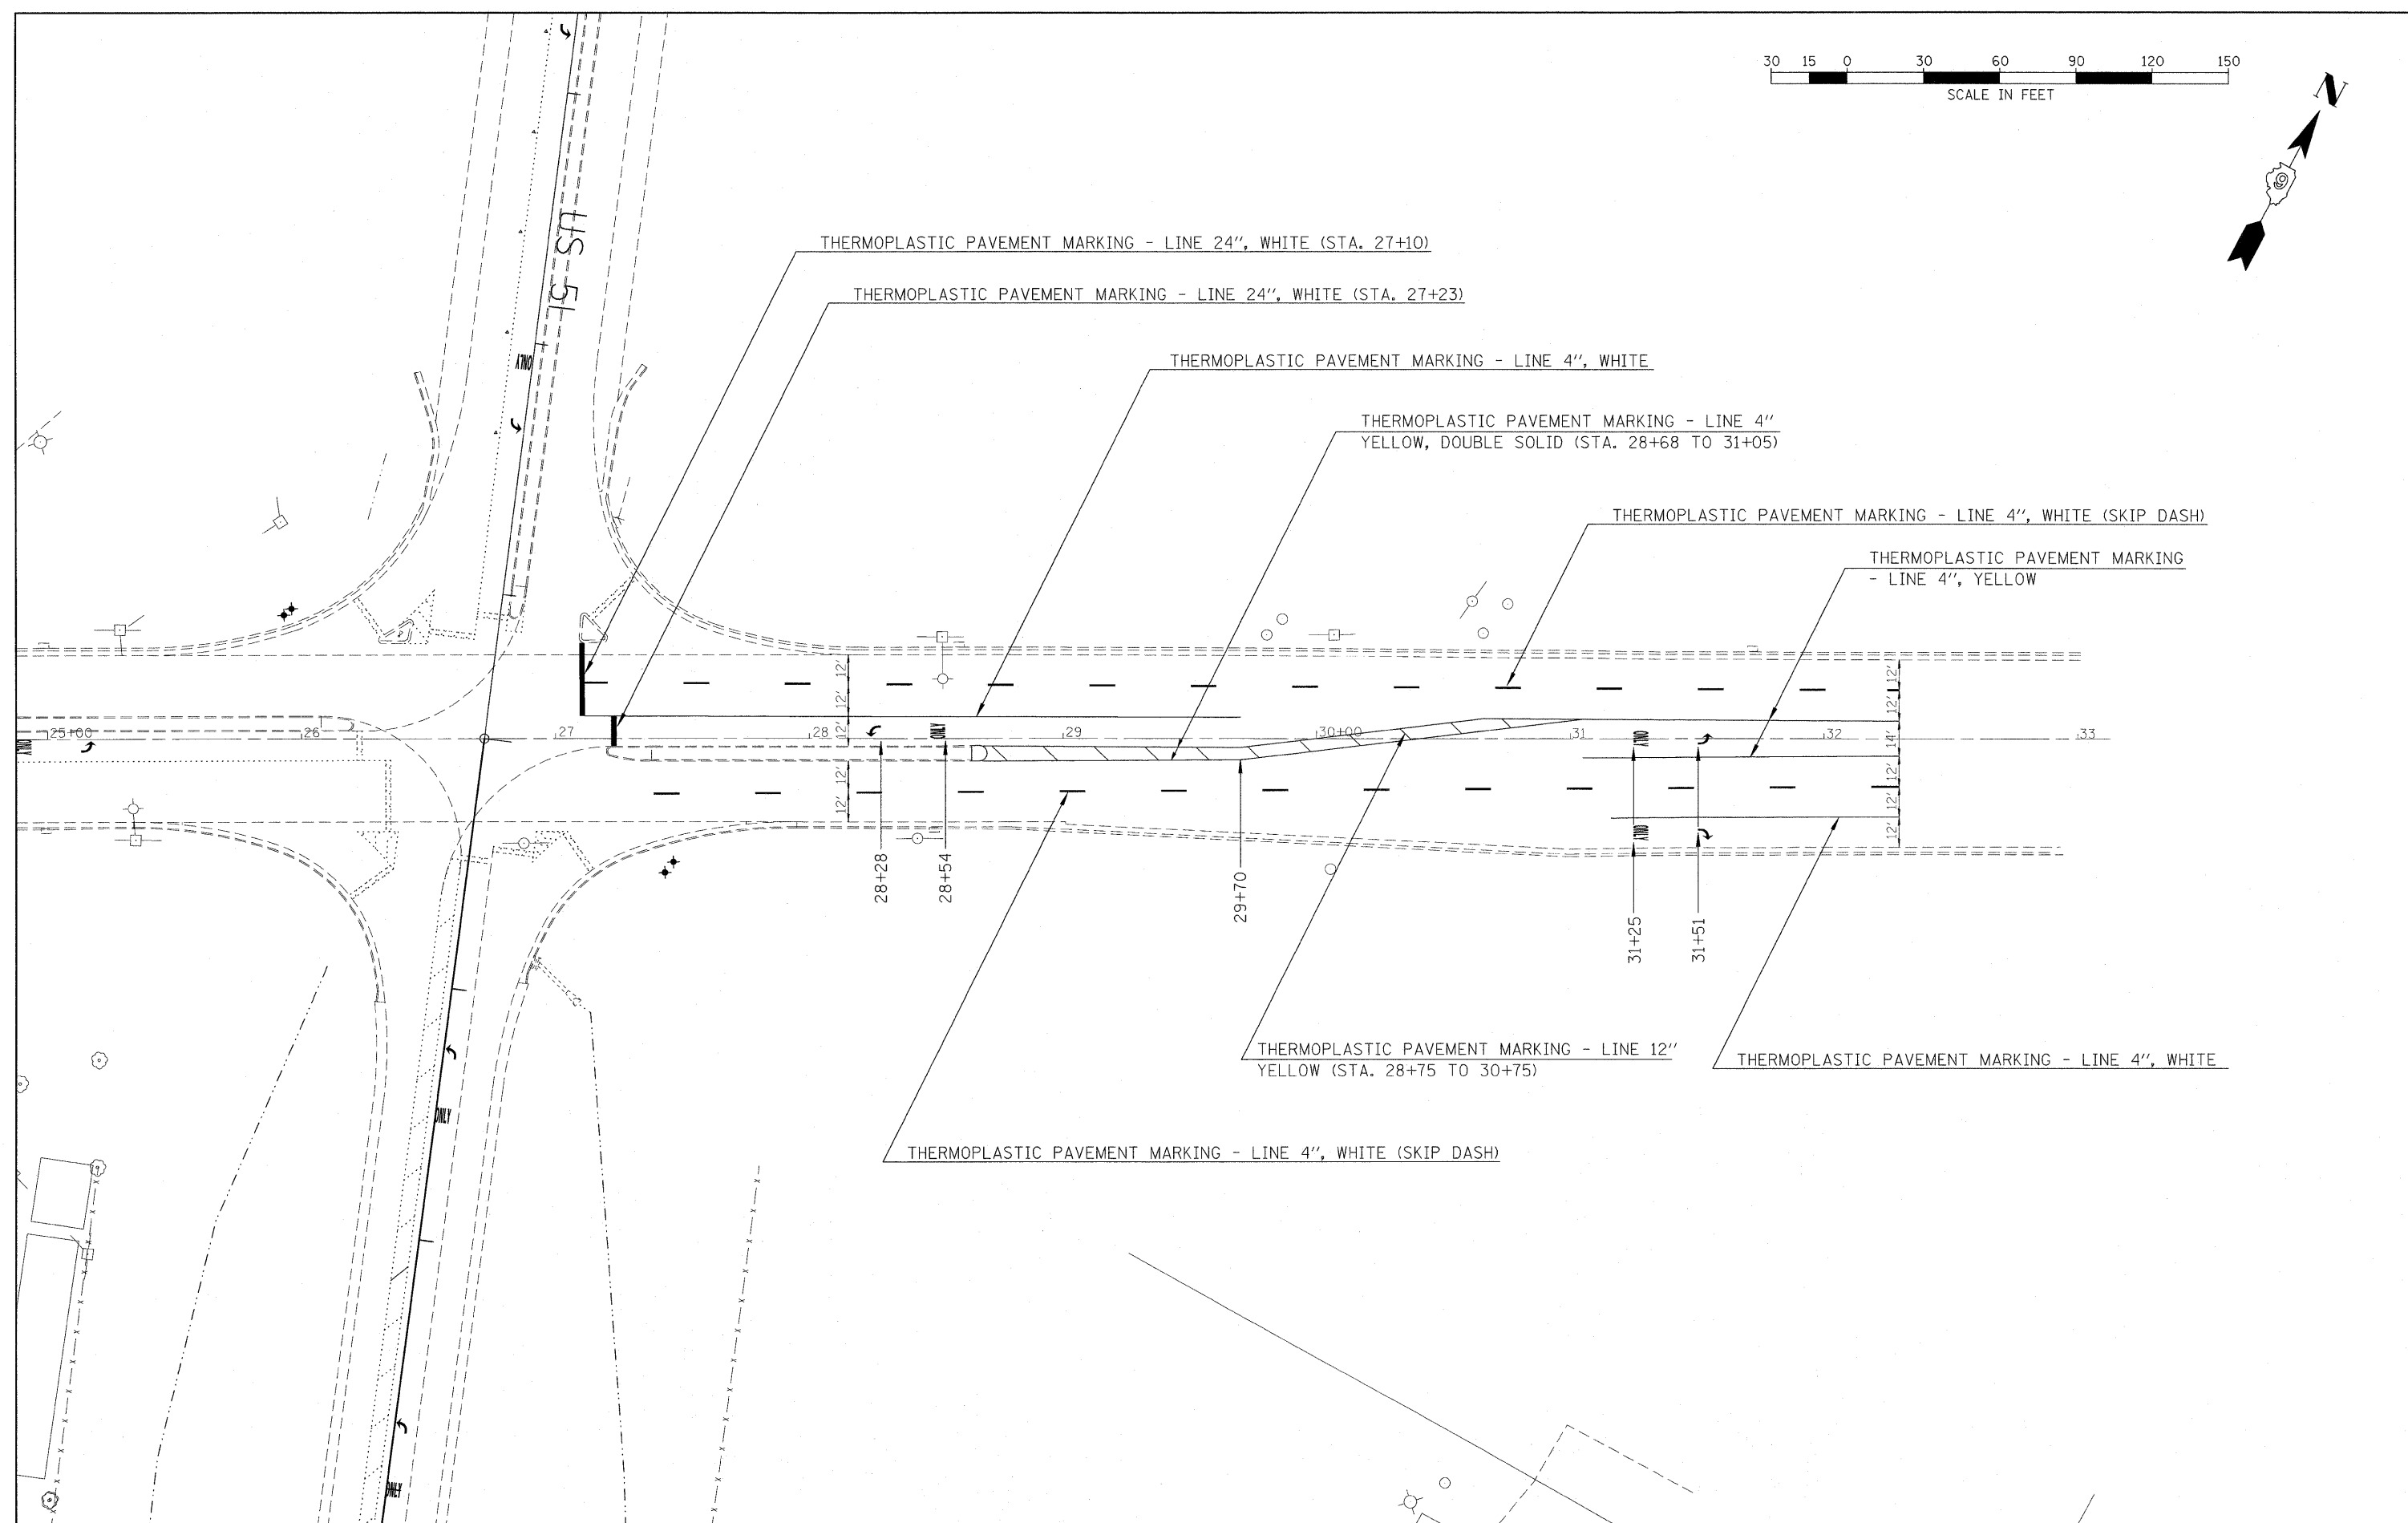 30 15 0 30 60 90 120 150
SCALE IN FEET
N
US 51
THERMOPLASTIC PAVEMENT MARKING - LINE 24", WHITE (STA. 27+10)
THERMOPLASTIC PAVEMENT MARKING - LINE 24", WHITE (STA. 27+23)
THERMOPLASTIC PAVEMENT MARKING - LINE 4", WHITE
ONLY
THERMOPLASTIC PAVEMENT MARKING - LINE 4"
YELLOW, DOUBLE SOLID (STA. 28+68 TO 31+05)
THERMOPLASTIC PAVEMENT MARKING - LINE 4", WHITE (SKIP DASH)
THERMOPLASTIC PAVEMENT MARKING
- LINE 4", YELLOW
12'
12'
12'
12'
12'
12'
12'
14'
12'
12'
12'
25+00 26 27 28 29 30+00 31 32 33
ONLY
ONLY
ONLY
ONLY
28+28
28+54
29+70
31+25
31+51
THERMOPLASTIC PAVEMENT MARKING - LINE 12"
YELLOW (STA. 28+75 TO 30+75)
THERMOPLASTIC PAVEMENT MARKING - LINE 4", WHITE
ONLY
THERMOPLASTIC PAVEMENT MARKING - LINE 4", WHITE (SKIP DASH)
ONLY